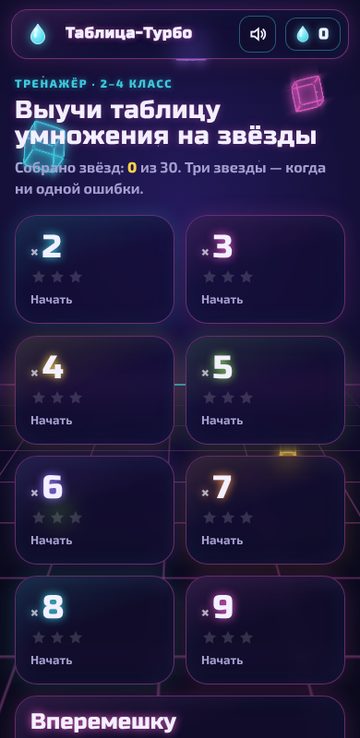 Таблица-Турбо
0
ТРЕНАЖЁР · 2–4 КЛАСС
Выучи таблицу
умножения на звёзды
Собрано звёзд: 0 из 30. Три звезды — когда
ни одной ошибки.
×2
Начать
×3
Начать
×4
Начать
×5
Начать
×6
Начать
×7
Начать
×8
Начать
×9
Начать
Вперемешку